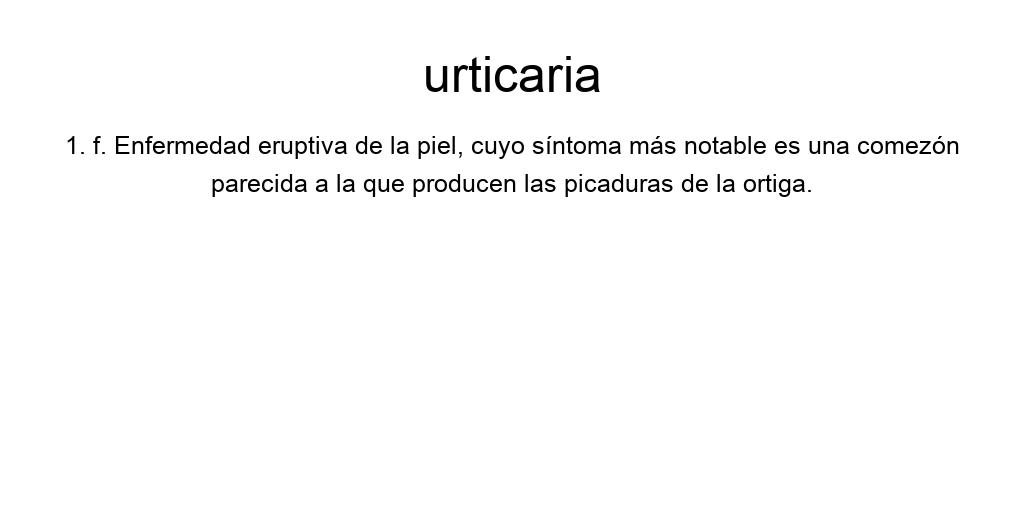 urticaria
1. f. Enfermedad eruptiva de la piel, cuyo síntoma más notable es una comezón
parecida a la que producen las picaduras de la ortiga.